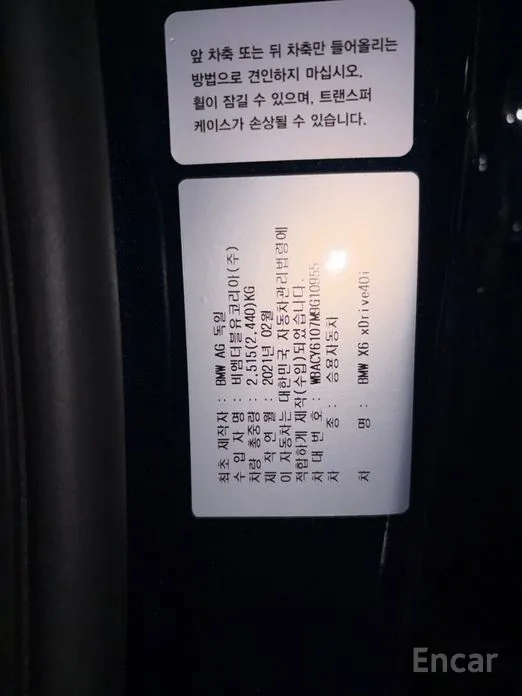 앞 차축 또는 뒤 차축만 들어올리는
방법으로 견인하지 마십시오.
휠이 잠길 수 있으며, 트랜스퍼
케이스가 손상될 수 있습니다.
최초 제작자 : BMW AG 독일
수 입 자 명 : 비엠더블유코리아(주)
차량 총중량 : 2,515(2,440)KG
제 작 연 월 : 2021년 02월
이 자동차는 대한민국 자동차관리법령에
적합하게 제작(수입)되었습니다.
차 대 번 호 : WBACY6107M9G10955
차 종 : 승용자동차
차 명 : BMW X6 xDrive40i
Encar